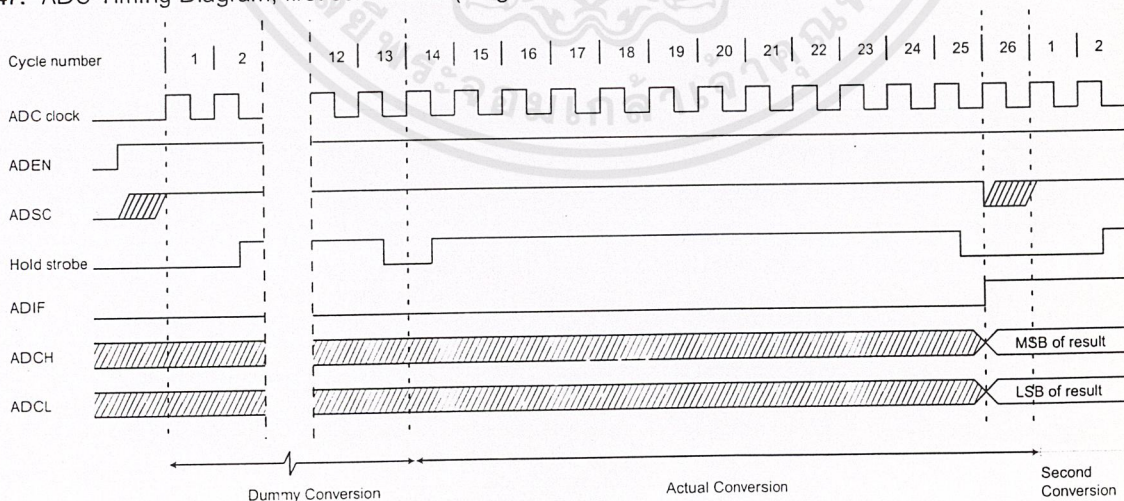 ADC Timing Diagram,
Cycle number 1 2 12 13 14 15 16 17 18 19 20 21 22 23 24 25 26 1 2
ADC clock
ADEN
ADSC
Hold strobe
ADIF
ADCH MSB of result
ADCL LSB of result
Dummy Conversion Actual Conversion Second
Conversion